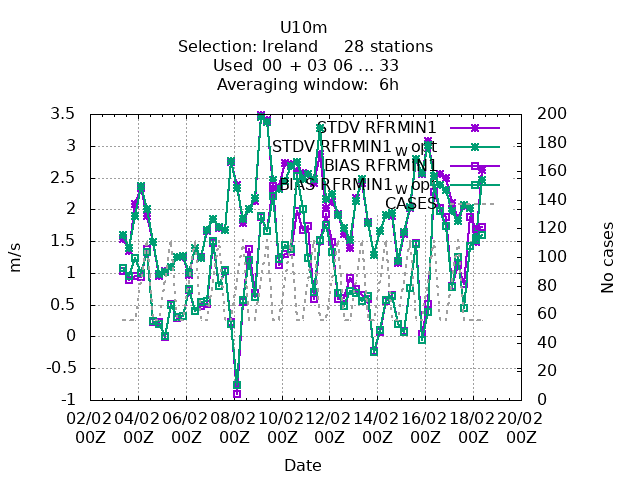 U10m
Selection: Ireland 28 stations
Used 00 + 03 06 ... 33
Averaging window: 6h
3.5
3
2.5
2
1.5
1
0.5
0
-0.5
-1
m/s
200
180
160
140
120
100
80
60
40
20
0
No cases
STDV RFRMIN1
STDV RFRMIN1w opt
BIAS RFRMIN1
BIAS RFRMIN1w opt
CASES
02/02 04/02 06/02 08/02 10/02 12/02 14/02 16/02 18/02 20/02
00Z 00Z 00Z 00Z 00Z 00Z 00Z 00Z 00Z 00Z
Date